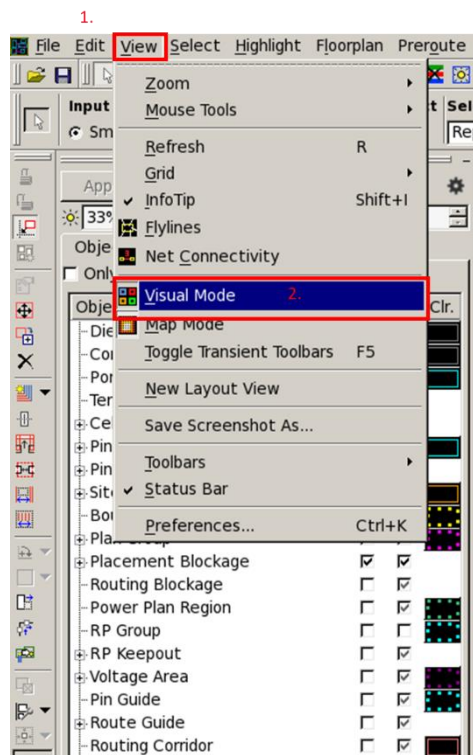 1.
File Edit View Select Highlight Floorplan Preroute
Input
Sel
Sm
Re
Zoom
Mouse Tools
Refresh R
Grid
App
InfoTip Shift+I
33%
Flylines
Obje
Net Connectivity
Only
Visual Mode 2.
Obje
Clr.
Map Mode
Die
Toggle Transient Toolbars F5
Cor
Por
New Layout View
Ter
Cel
Save Screenshot As...
Pin
Toolbars
Pin
Site
Status Bar
Bou
Preferences... Ctrl+K
Plan Group
Placement Blockage
Routing Blockage
Power Plan Region
RP Group
RP Keepout
Voltage Area
Pin Guide
Route Guide
Routing Corridor